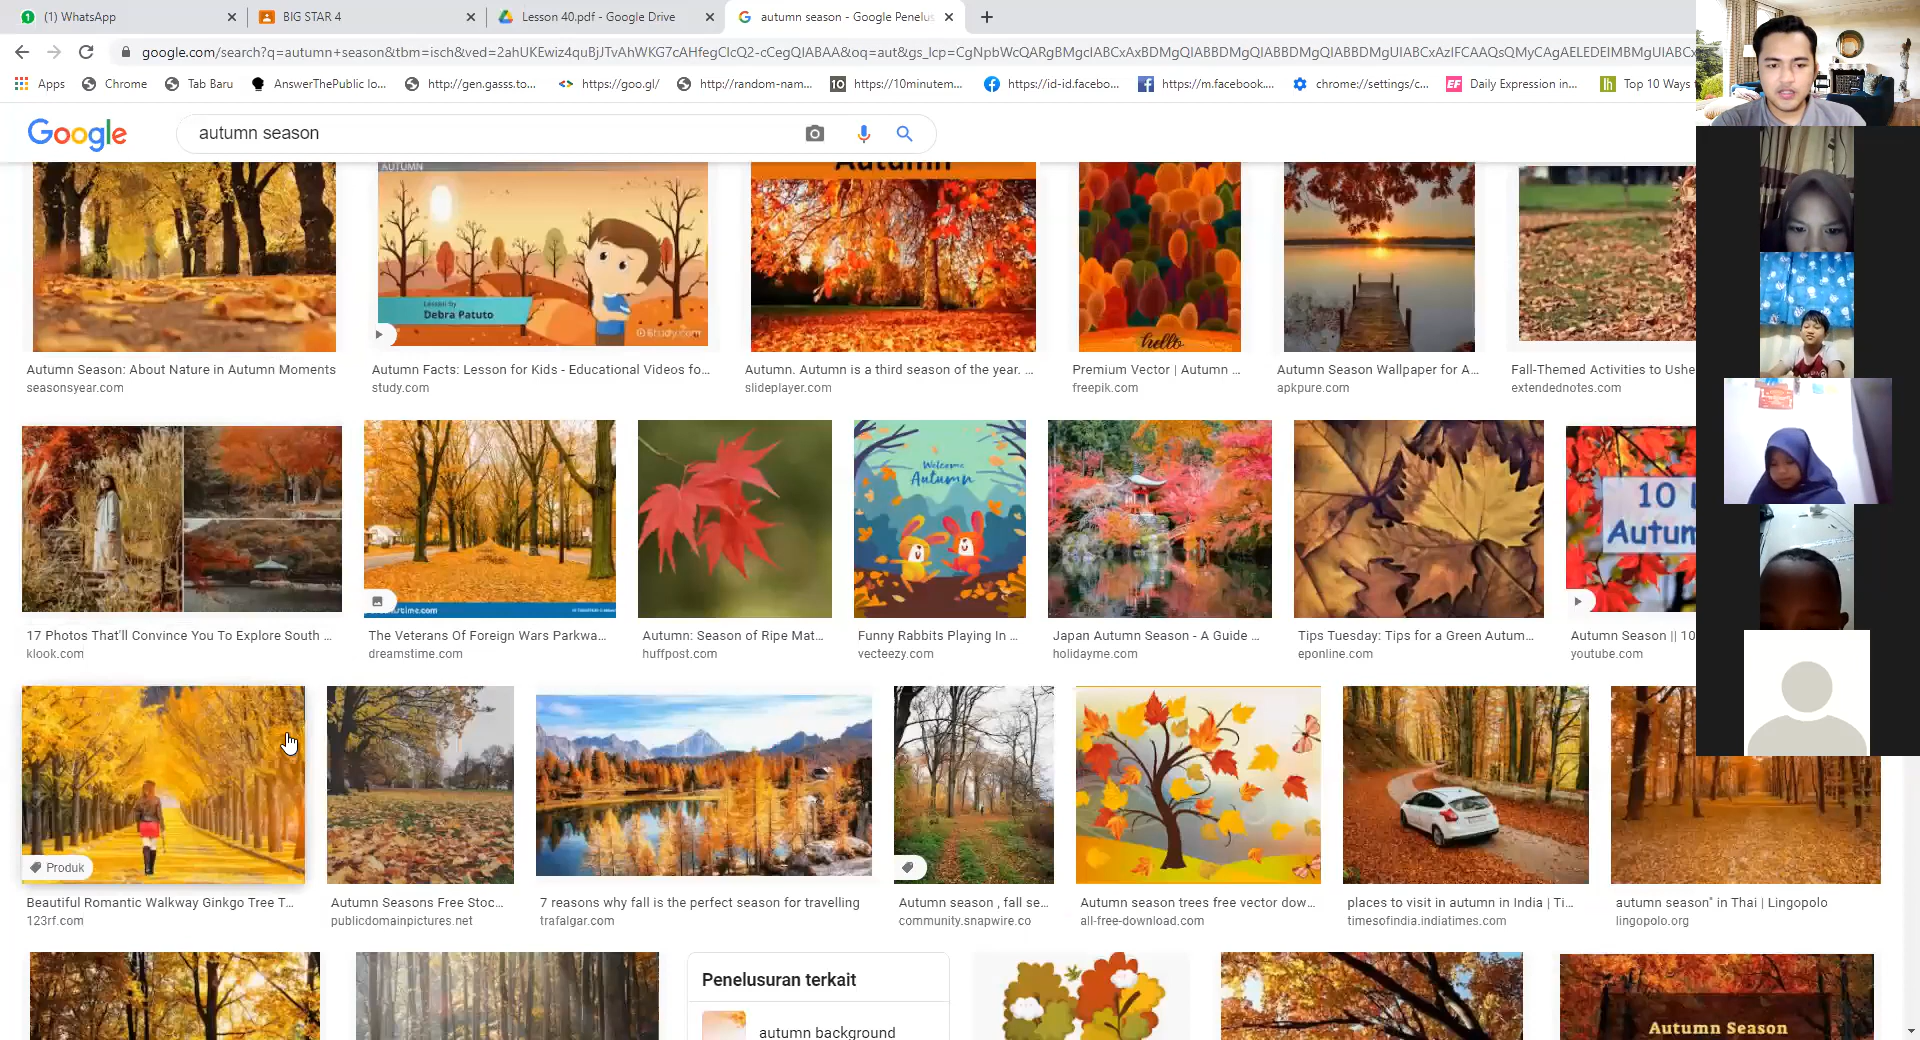 (1) WhatsApp
BIG STAR 4
Lesson 40.pdf - Google Drive
autumn season - Google Penelus
google.com/search?q=autumn+season&tbm=isch&ved=2ahUKEwiz4quBjJTvAhWKG7cAHfegClcQ2-cCegQIABAA&oq=aut&gs_lcp=CgNpbWcQARgBMgcIABCxAxBDMgQIABBDMgQIABBDMgQIABBDMgUIABCxAzIFCAAQsQMyCAgAELEDEIMBMgUIABC
Apps
Chrome
Tab Baru
AnswerThePublic lo...
http://gen.gasss.to...
https://goo.gl/
http://random-nam...
https://10minutem...
https://id-id.facebo...
https://m.facebook....
chrome://settings/c...
Daily Expression in...
Top 10 Ways
Google
autumn season
AUTUMN
Lesson by
Debra Patuto
Study.com
Autumn
hello
Autumn Season: About Nature in Autumn Moments
seasonsyear.com
Autumn Facts: Lesson for Kids - Educational Videos fo...
study.com
Autumn. Autumn is a third season of the year. ...
slideplayer.com
Premium Vector | Autumn ...
freepik.com
Autumn Season Wallpaper for A...
apkpure.com
Fall-Themed Activities to Ushe
extendednotes.com
Welcome
Autumn
10
Autum
17 Photos That'll Convince You To Explore South ...
klook.com
The Veterans Of Foreign Wars Parkwa...
dreamstime.com
Autumn: Season of Ripe Mat...
huffpost.com
Funny Rabbits Playing In ...
vecteezy.com
Japan Autumn Season - A Guide ...
holidayme.com
Tips Tuesday: Tips for a Green Autum...
eponline.com
Autumn Season || 10
youtube.com
Produk
Beautiful Romantic Walkway Ginkgo Tree T...
123rf.com
Autumn Seasons Free Stoc...
publicdomainpictures.net
7 reasons why fall is the perfect season for travelling
trafalgar.com
Autumn season , fall se...
community.snapwire.co
Autumn season trees free vector dow...
all-free-download.com
places to visit in autumn in India | Ti...
timesofindia.indiatimes.com
autumn season" in Thai | Lingopolo
lingopolo.org
Penelusuran terkait
autumn background
Autumn Season